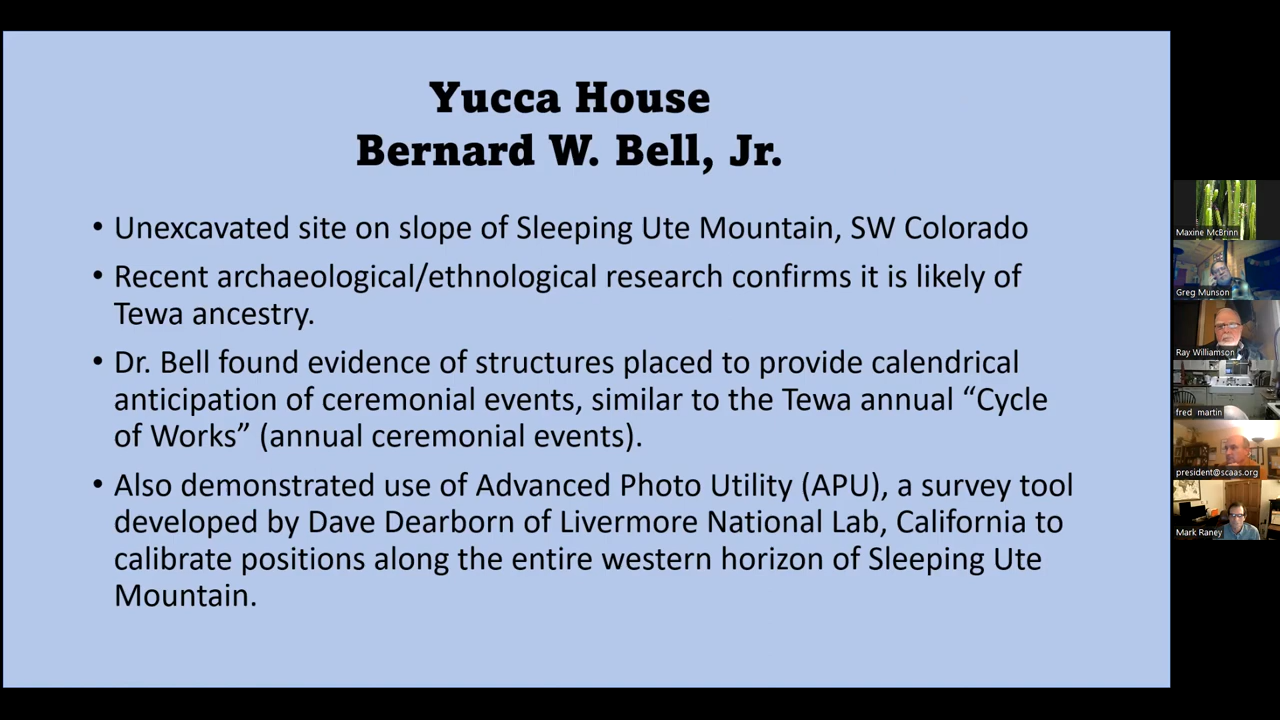 Yucca House
Bernard W. Bell, Jr.
• Unexcavated site on slope of Sleeping Ute Mountain, SW Colorado
• Recent archaeological/ethnological research confirms it is likely of
Tewa ancestry.
• Dr. Bell found evidence of structures placed to provide calendrical
anticipation of ceremonial events, similar to the Tewa annual “Cycle
of Works” (annual ceremonial events).
• Also demonstrated use of Advanced Photo Utility (APU), a survey tool
developed by Dave Dearborn of Livermore National Lab, California to
calibrate positions along the entire western horizon of Sleeping Ute
Mountain.
Maxine McBrinn
Greg Munson
Ray Williamson
fred martin
president@scaas.org
Mark Raney